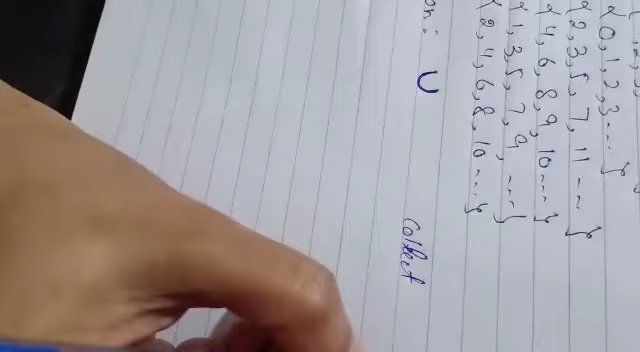 {0, 1, 2, 3 ---- }
{2, 3, 5, 7, 11 --- }
{4, 6, 8, 9, 10 --- }
{1, 3, 5, 7, 9, --- }
{2, 4, 6, 8, 10 --- }
on: ∪